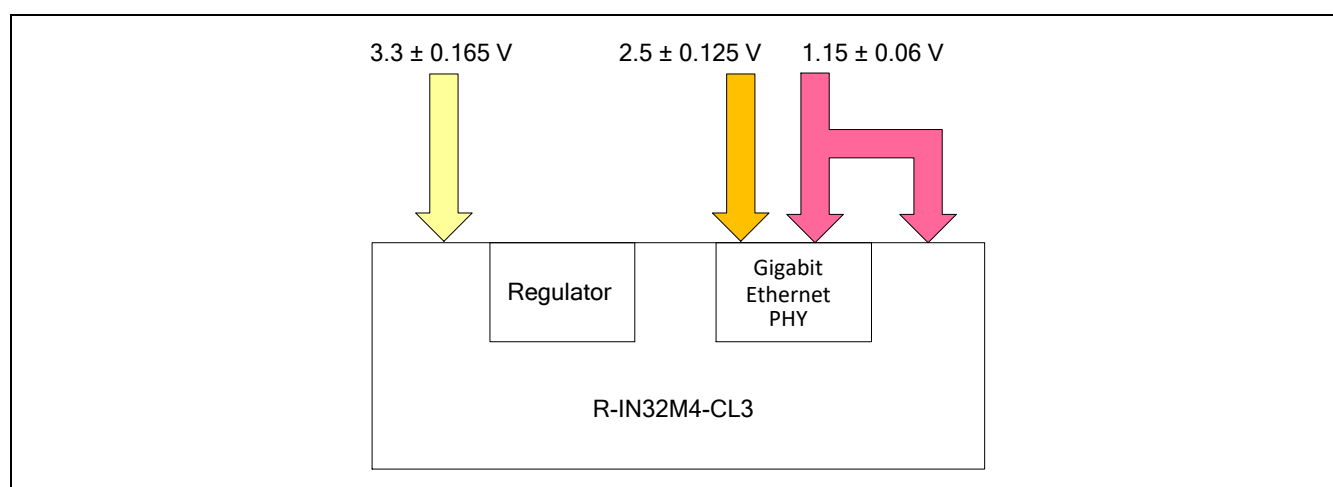 3.3 ± 0.165 V 2.5 ± 0.125 V 1.15 ± 0.06 V
Regulator
Gigabit
Ethernet
PHY
R-IN32M4-CL3